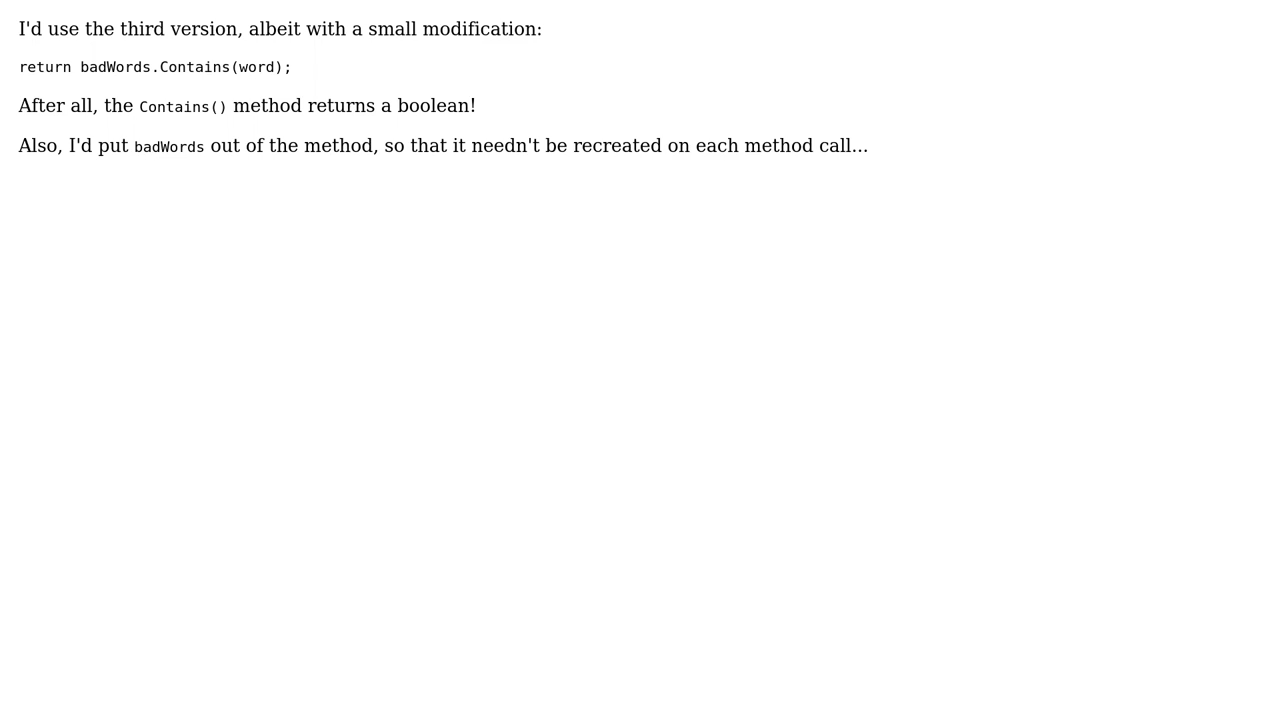 I'd use the third version, albeit with a small modification:
return badWords.Contains(word);
After all, the Contains() method returns a boolean!
Also, I'd put badWords out of the method, so that it needn't be recreated on each method call...